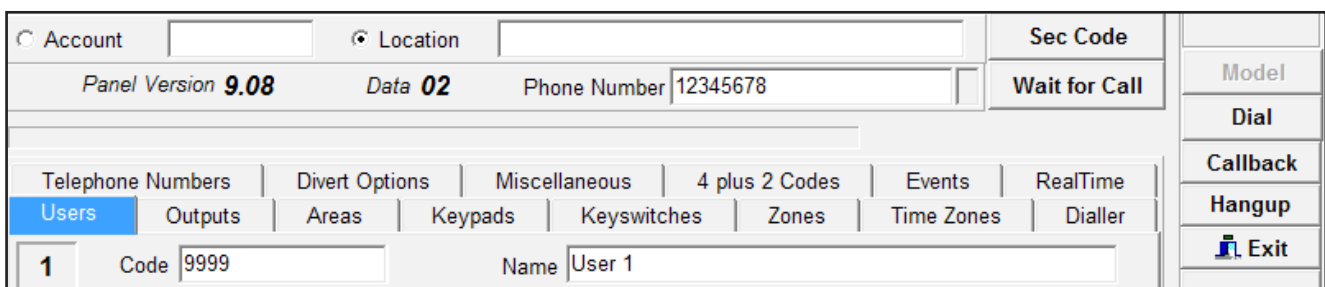 Account Location Sec Code
Panel Version 9.08 Data 02 Phone Number 12345678 Wait for Call
Model
Dial
Callback
Hangup
Exit
Telephone Numbers Divert Options Miscellaneous 4 plus 2 Codes Events RealTime
Users Outputs Areas Keypads Keyswitches Zones Time Zones Dialler
1 Code 9999 Name User 1